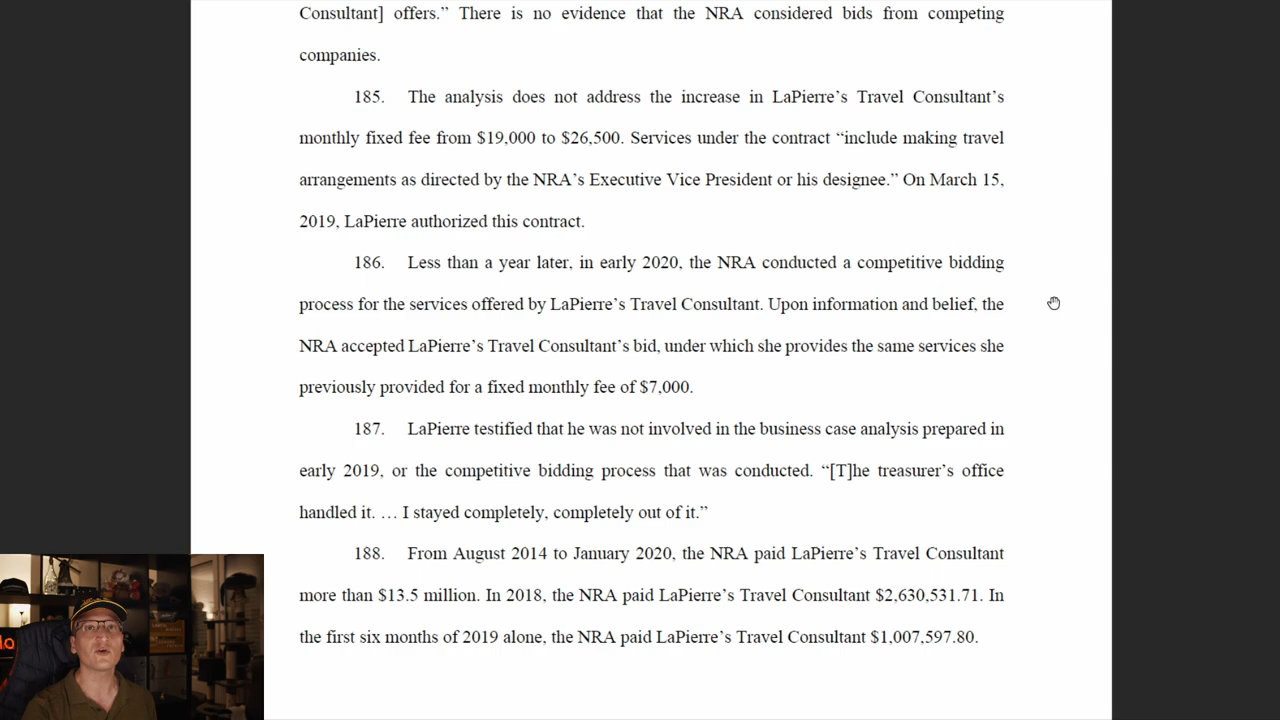 Consultant] offers.” There is no evidence that the NRA considered bids from competing
companies.
185. The analysis does not address the increase in LaPierre’s Travel Consultant’s
monthly fixed fee from $19,000 to $26,500. Services under the contract “include making travel
arrangements as directed by the NRA’s Executive Vice President or his designee.” On March 15,
2019, LaPierre authorized this contract.
186. Less than a year later, in early 2020, the NRA conducted a competitive bidding
process for the services offered by LaPierre’s Travel Consultant. Upon information and belief, the
NRA accepted LaPierre’s Travel Consultant’s bid, under which she provides the same services she
previously provided for a fixed monthly fee of $7,000.
187. LaPierre testified that he was not involved in the business case analysis prepared in
early 2019, or the competitive bidding process that was conducted. “[T]he treasurer’s office
handled it. … I stayed completely, completely out of it.”
188. From August 2014 to January 2020, the NRA paid LaPierre’s Travel Consultant
more than $13.5 million. In 2018, the NRA paid LaPierre’s Travel Consultant $2,630,531.71. In
the first six months of 2019 alone, the NRA paid LaPierre’s Travel Consultant $1,007,597.80.